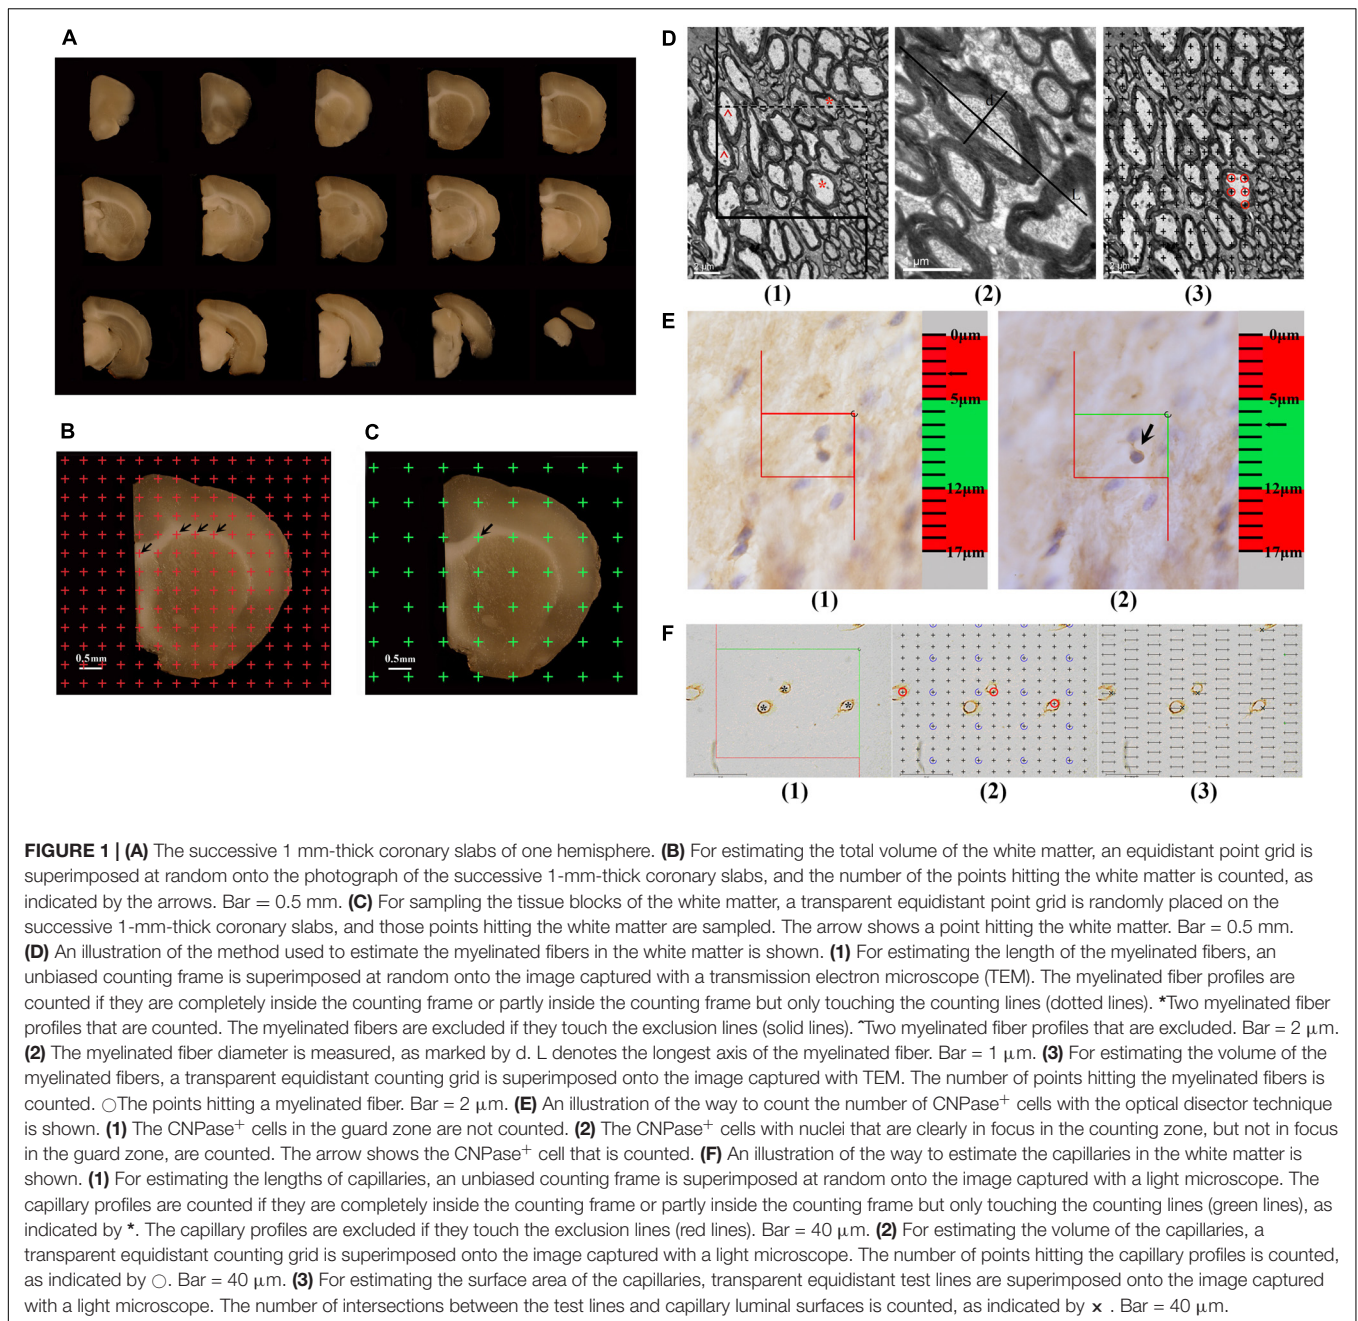 A
B
0.5mm
C
0.5mm
D
2 μm
(1)
d
L
μm
(2)
2 μm
(3)
E
0μm
5μm
12μm
17μm
(1)
0μm
5μm
12μm
17μm
(2)
F
(1)
(2)
(3)
FIGURE 1 | (A) The successive 1 mm-thick coronary slabs of one hemisphere. (B) For estimating the total volume of the white matter, an equidistant point grid is
superimposed at random onto the photograph of the successive 1-mm-thick coronary slabs, and the number of the points hitting the white matter is counted, as
indicated by the arrows. Bar = 0.5 mm. (C) For sampling the tissue blocks of the white matter, a transparent equidistant point grid is randomly placed on the
successive 1-mm-thick coronary slabs, and those points hitting the white matter are sampled. The arrow shows a point hitting the white matter. Bar = 0.5 mm.
(D) An illustration of the method used to estimate the myelinated fibers in the white matter is shown. (1) For estimating the length of the myelinated fibers, an
unbiased counting frame is superimposed at random onto the image captured with a transmission electron microscope (TEM). The myelinated fiber profiles are
counted if they are completely inside the counting frame or partly inside the counting frame but only touching the counting lines (dotted lines). *Two myelinated fiber
profiles that are counted. The myelinated fibers are excluded if they touch the exclusion lines (solid lines). ^Two myelinated fiber profiles that are excluded. Bar = 2 μm.
(2) The myelinated fiber diameter is measured, as marked by d. L denotes the longest axis of the myelinated fiber. Bar = 1 μm. (3) For estimating the volume of the
myelinated fibers, a transparent equidistant counting grid is superimposed onto the image captured with TEM. The number of points hitting the myelinated fibers is
counted. ○The points hitting a myelinated fiber. Bar = 2 μm. (E) An illustration of the way to count the number of CNPase+ cells with the optical disector technique
is shown. (1) The CNPase+ cells in the guard zone are not counted. (2) The CNPase+ cells with nuclei that are clearly in focus in the counting zone, but not in focus
in the guard zone, are counted. The arrow shows the CNPase+ cell that is counted. (F) An illustration of the way to estimate the capillaries in the white matter is
shown. (1) For estimating the lengths of capillaries, an unbiased counting frame is superimposed at random onto the image captured with a light microscope. The
capillary profiles are counted if they are completely inside the counting frame or partly inside the counting frame but only touching the counting lines (green lines), as
indicated by *. The capillary profiles are excluded if they touch the exclusion lines (red lines). Bar = 40 μm. (2) For estimating the volume of the capillaries, a
transparent equidistant counting grid is superimposed onto the image captured with a light microscope. The number of points hitting the capillary profiles is counted,
as indicated by ○. Bar = 40 μm. (3) For estimating the surface area of the capillaries, transparent equidistant test lines are superimposed onto the image captured
with a light microscope. The number of intersections between the test lines and capillary luminal surfaces is counted, as indicated by x . Bar = 40 μm.